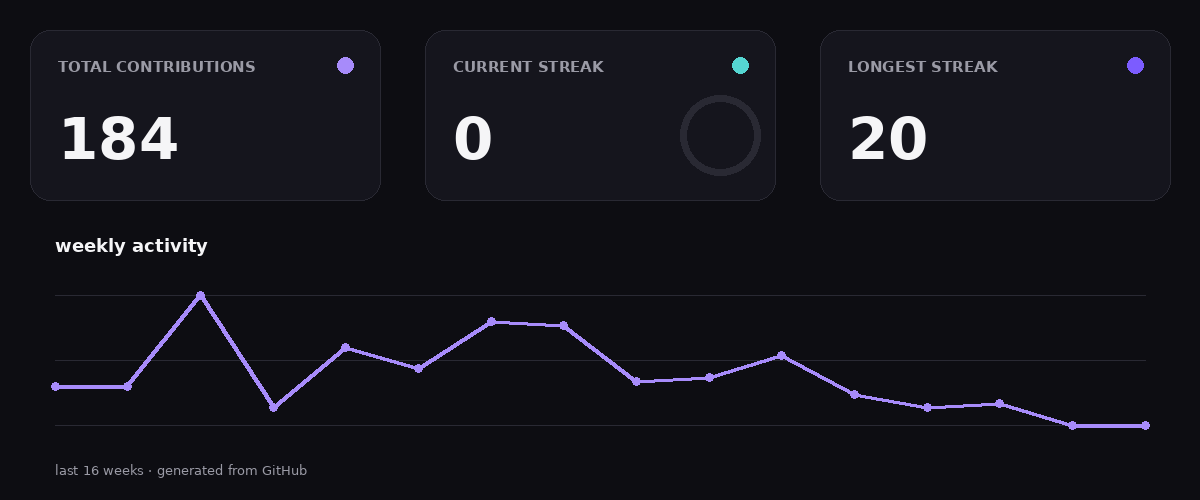 TOTAL CONTRIBUTIONS
184
CURRENT STREAK
0
LONGEST STREAK
20
weekly activity
last 16 weeks · generated from GitHub